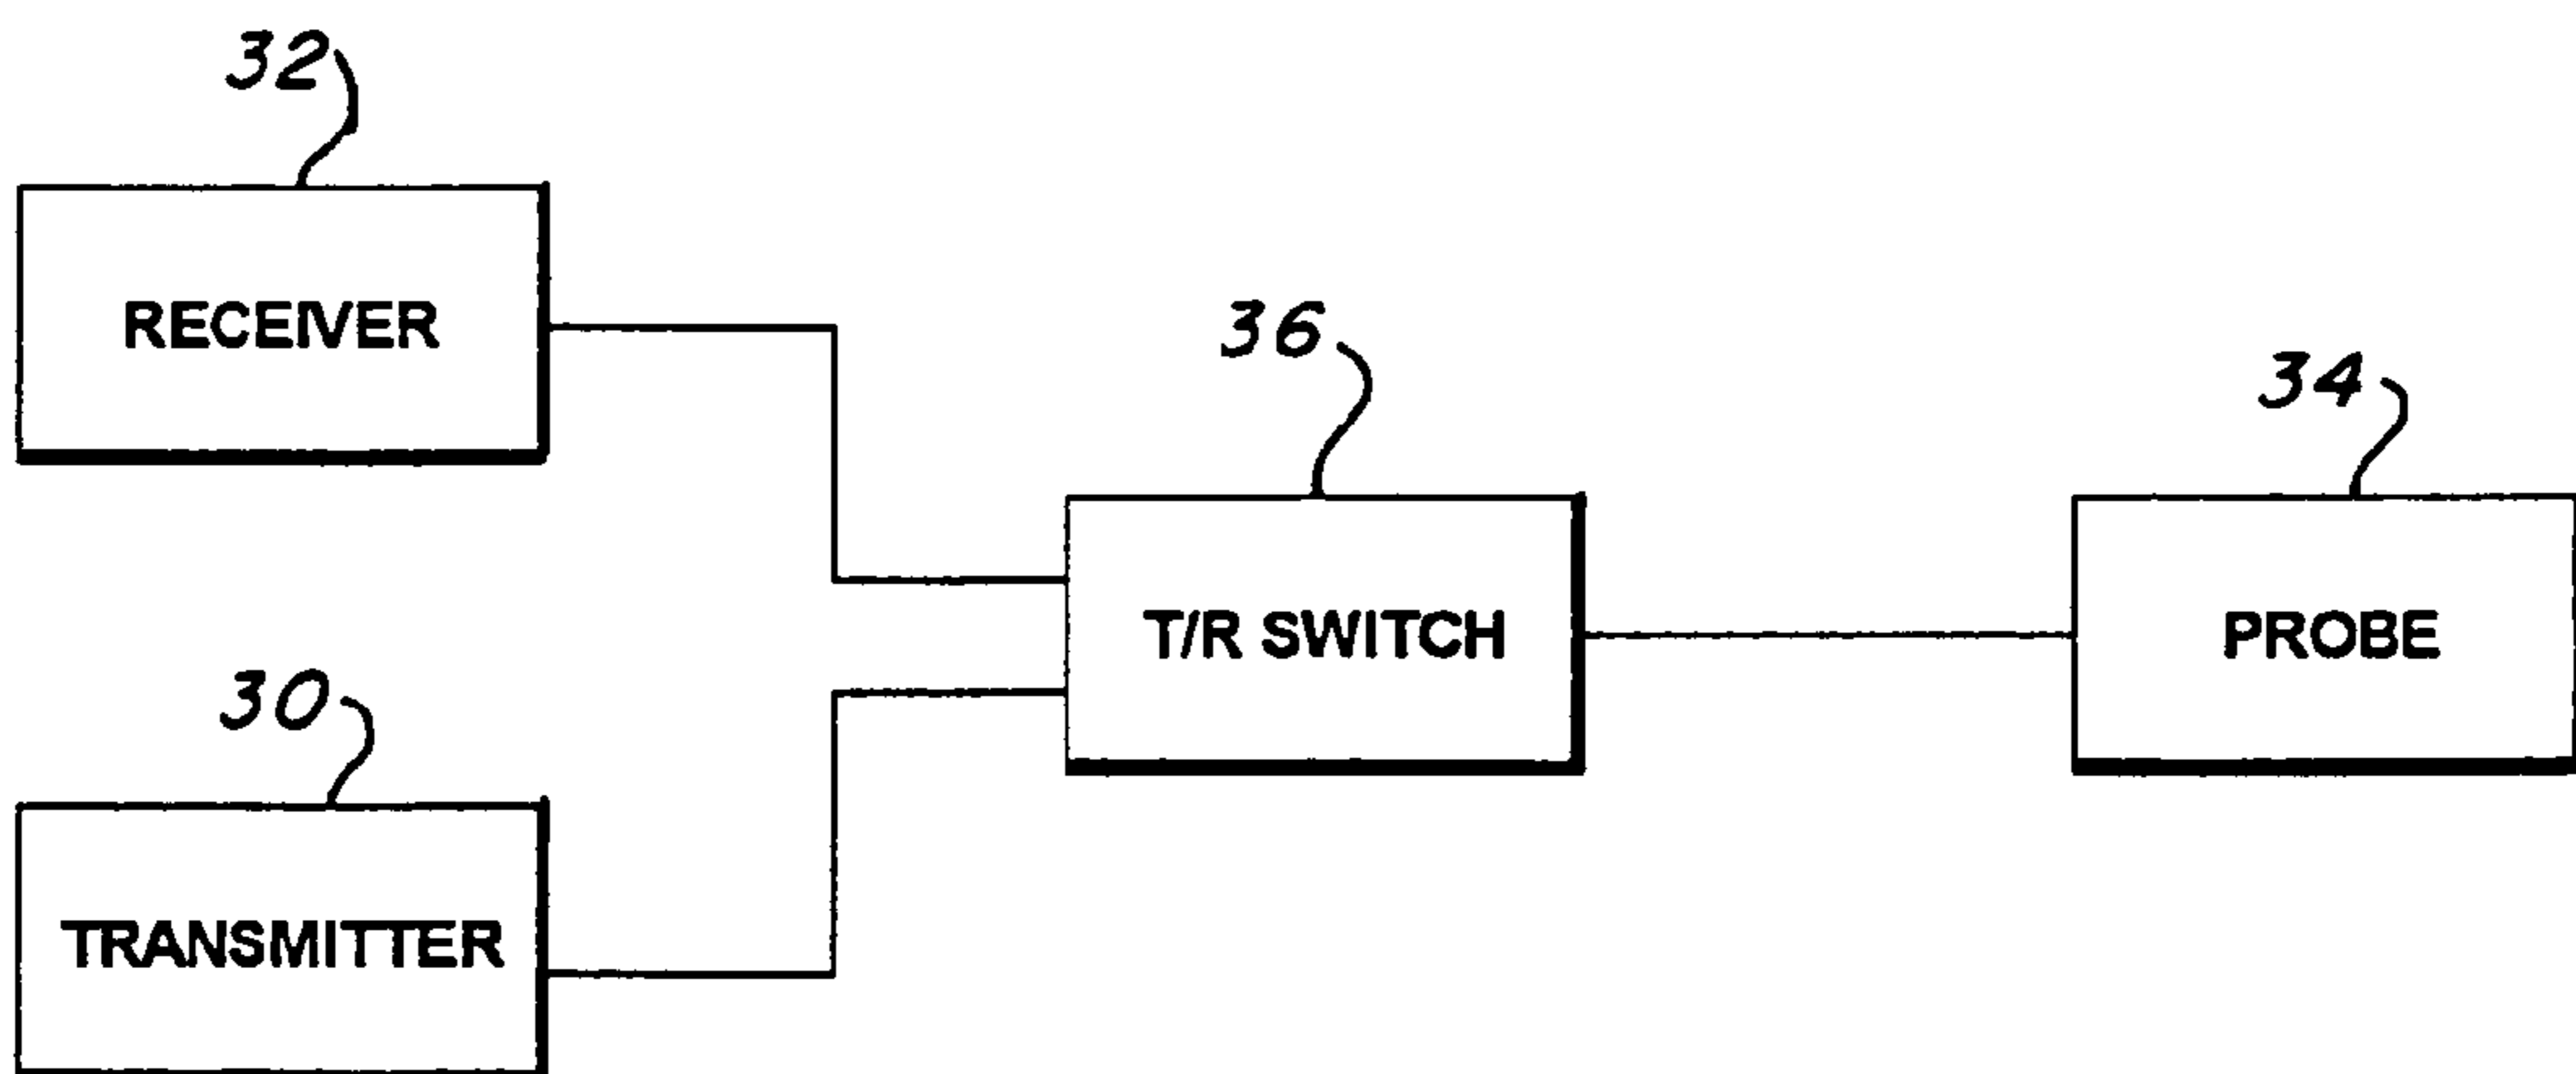 32
RECEIVER
36
T/R SWITCH
34
PROBE
30
TRANSMITTER